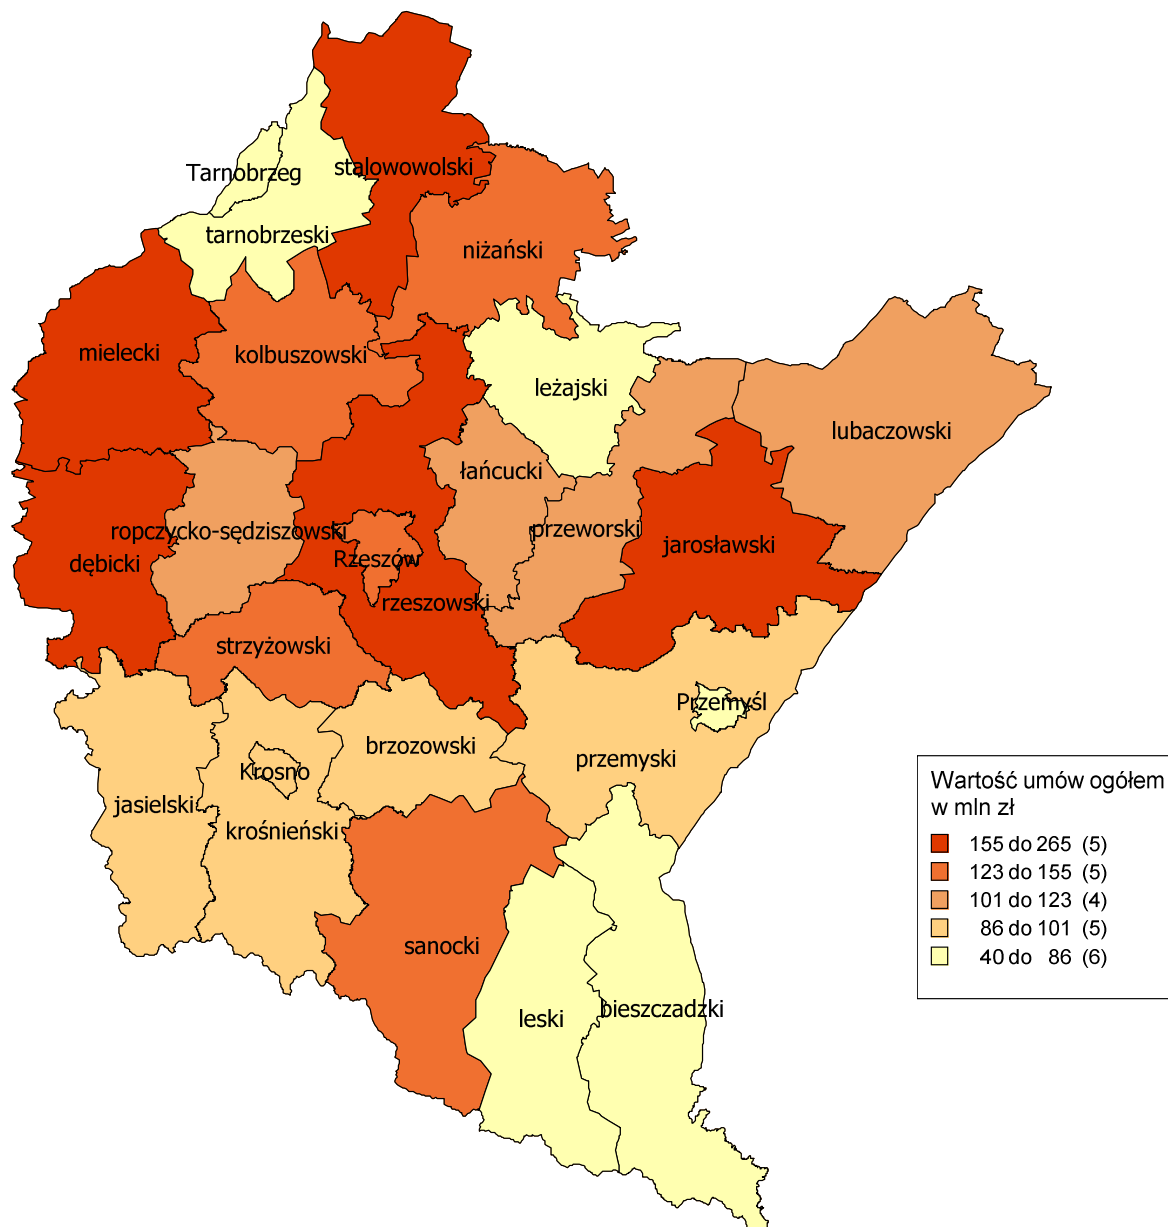 Tarnobrzeg
stalowowolski
tarnobrzeski
niżański
mielecki
kolbuszowski
leżajski
lubaczowski
łańcucki
ropczycko-sędziszowski
przeworski
jarosławski
dębicki
Rzeszów
rzeszowski
strzyżowski
Przemyśl
brzozowski
przemyski
Krosno
jasielski
krośnieński
sanocki
leski
bieszczadzki
Wartość umów ogółem
w mln zł
155 do 265 (5)
123 do 155 (5)
101 do 123 (4)
86 do 101 (5)
40 do 86 (6)